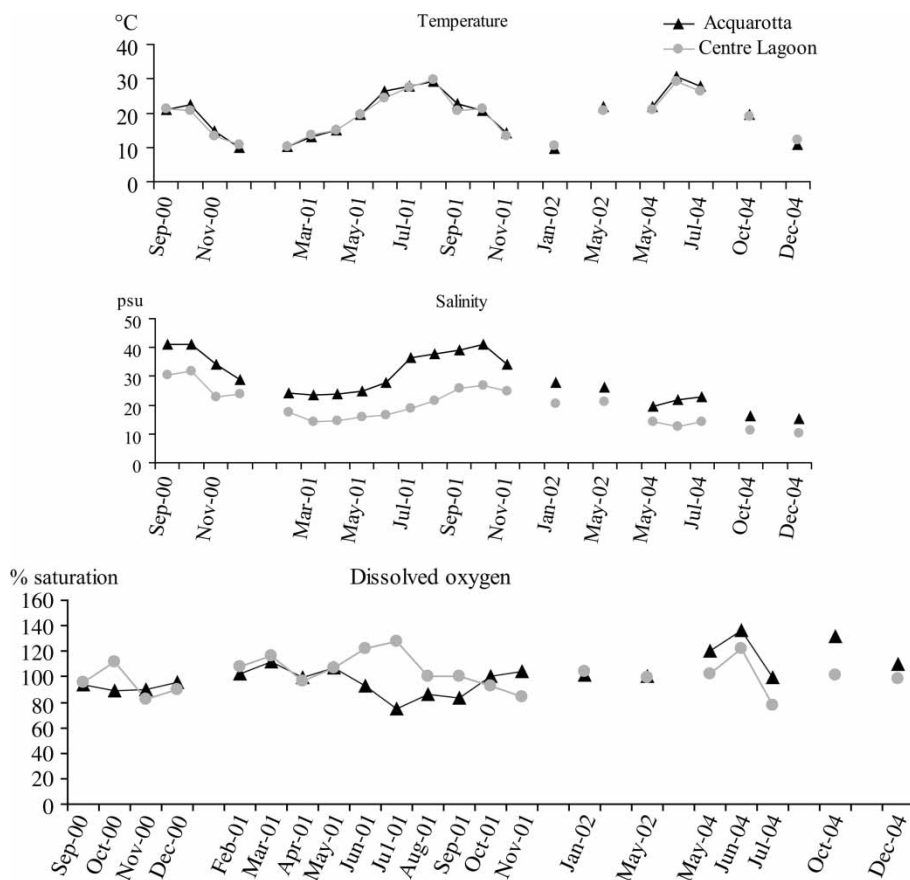 °C Temperature
Acquarotta
Centre Lagoon
40
30
20
10
0
Sep-00 Nov-00 Mar-01 May-01 Jul-01 Sep-01 Nov-01 Jan-02 May-02 May-04 Jul-04 Oct-04 Dec-04
psu Salinity
50
40
30
20
10
0
Sep-00 Nov-00 Mar-01 May-01 Jul-01 Sep-01 Nov-01 Jan-02 May-02 May-04 Jul-04 Oct-04 Dec-04
% saturation Dissolved oxygen
160
140
120
100
80
60
40
20
0
Sep-00 Oct-00 Nov-00 Dec-00 Feb-01 Mar-01 Apr-01 May-01 Jun-01 Jul-01 Aug-01 Sep-01 Oct-01 Nov-01 Jan-02 May-02 May-04 Jun-04 Jul-04 Oct-04 Dec-04